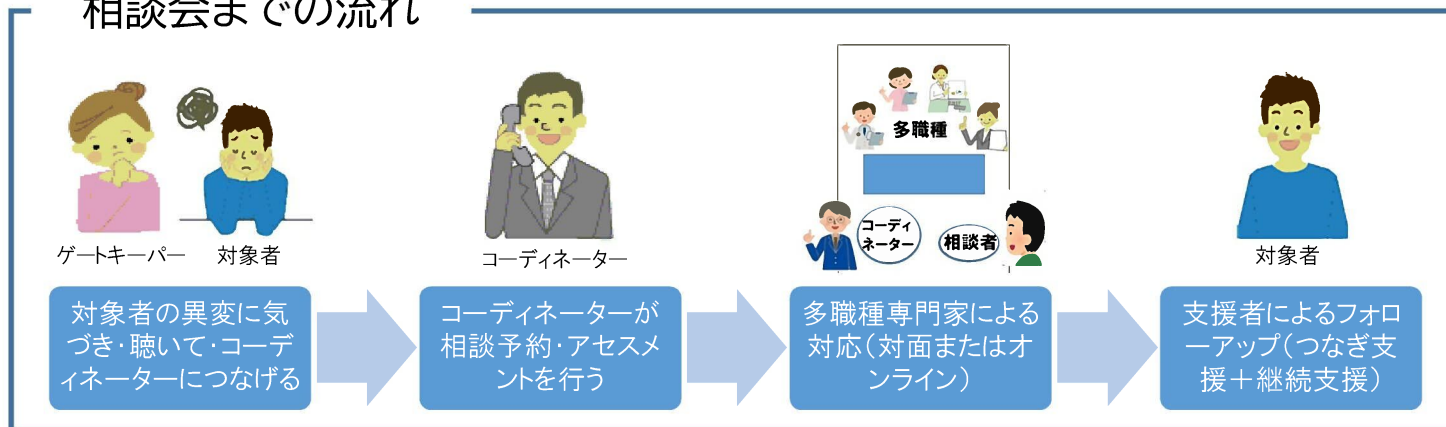 相談会までの流れ
多職種
コーディ
ネーター
相談者
ゲートキーパー
対象者
コーディネーター
対象者
対象者の異変に気
づき・聴いて・コーデ
ィネーターにつなげる
コーディネーターが
相談予約・アセスメ
ントを行う
多職種専門家による
対応（対面またはオ
ンライン）
支援者によるフォロ
ーアップ（つなぎ支
援＋継続支援）